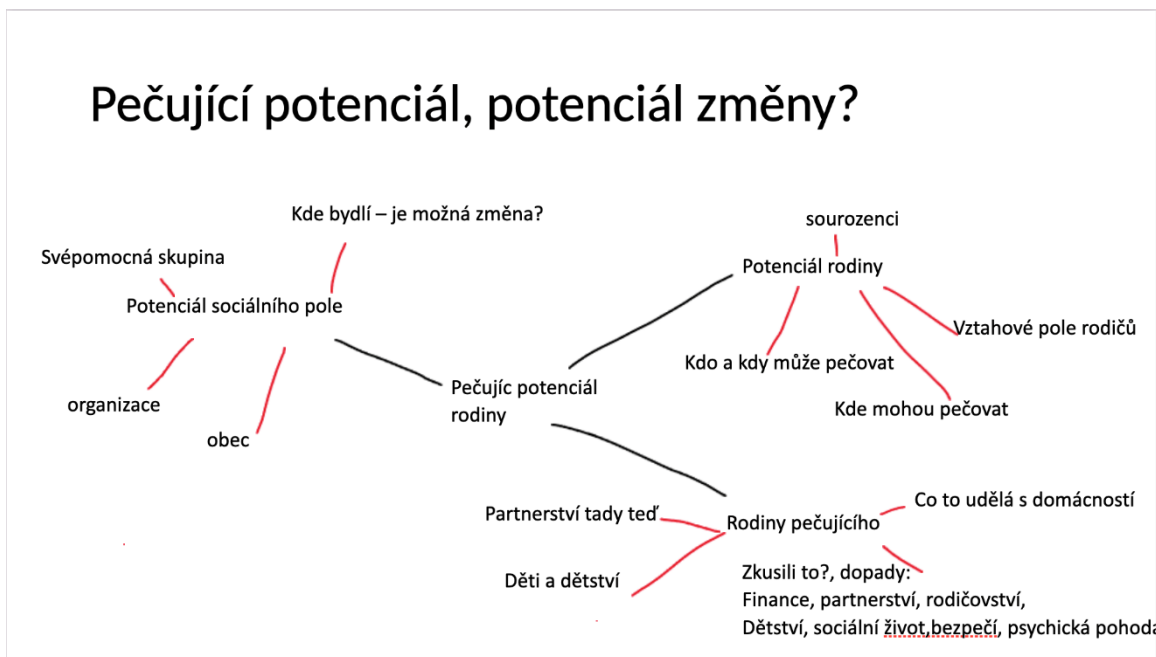 Pečující potenciál, potenciál změny?
Kde bydlí – je možná změna?
Svépomocná skupina
Potenciál sociálního pole
organizace
obec
Pečujíc potenciál
rodiny
sourozenci
Potenciál rodiny
Vztahové pole rodičů
Kdo a kdy může pečovat
Kde mohou pečovat
Partnerství tady teď
Rodiny pečujícího
Co to udělá s domácností
Děti a dětství
Zkusili to?, dopady:
Finance, partnerství, rodičovství,
Dětství, sociální život,bezpečí, psychická pohoda